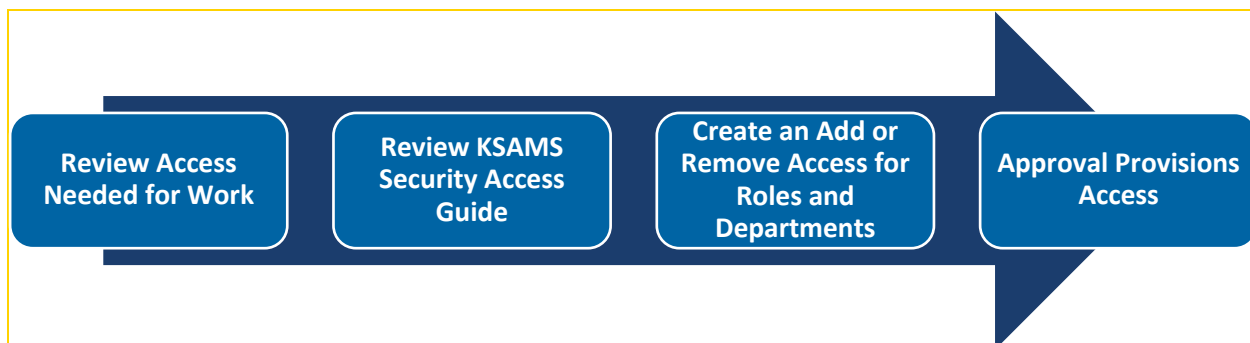 Review Access
Needed for Work
Review KSAMS
Security Access
Guide
Create an Add or
Remove Access for
Roles and
Departments
Approval Provisions
Access